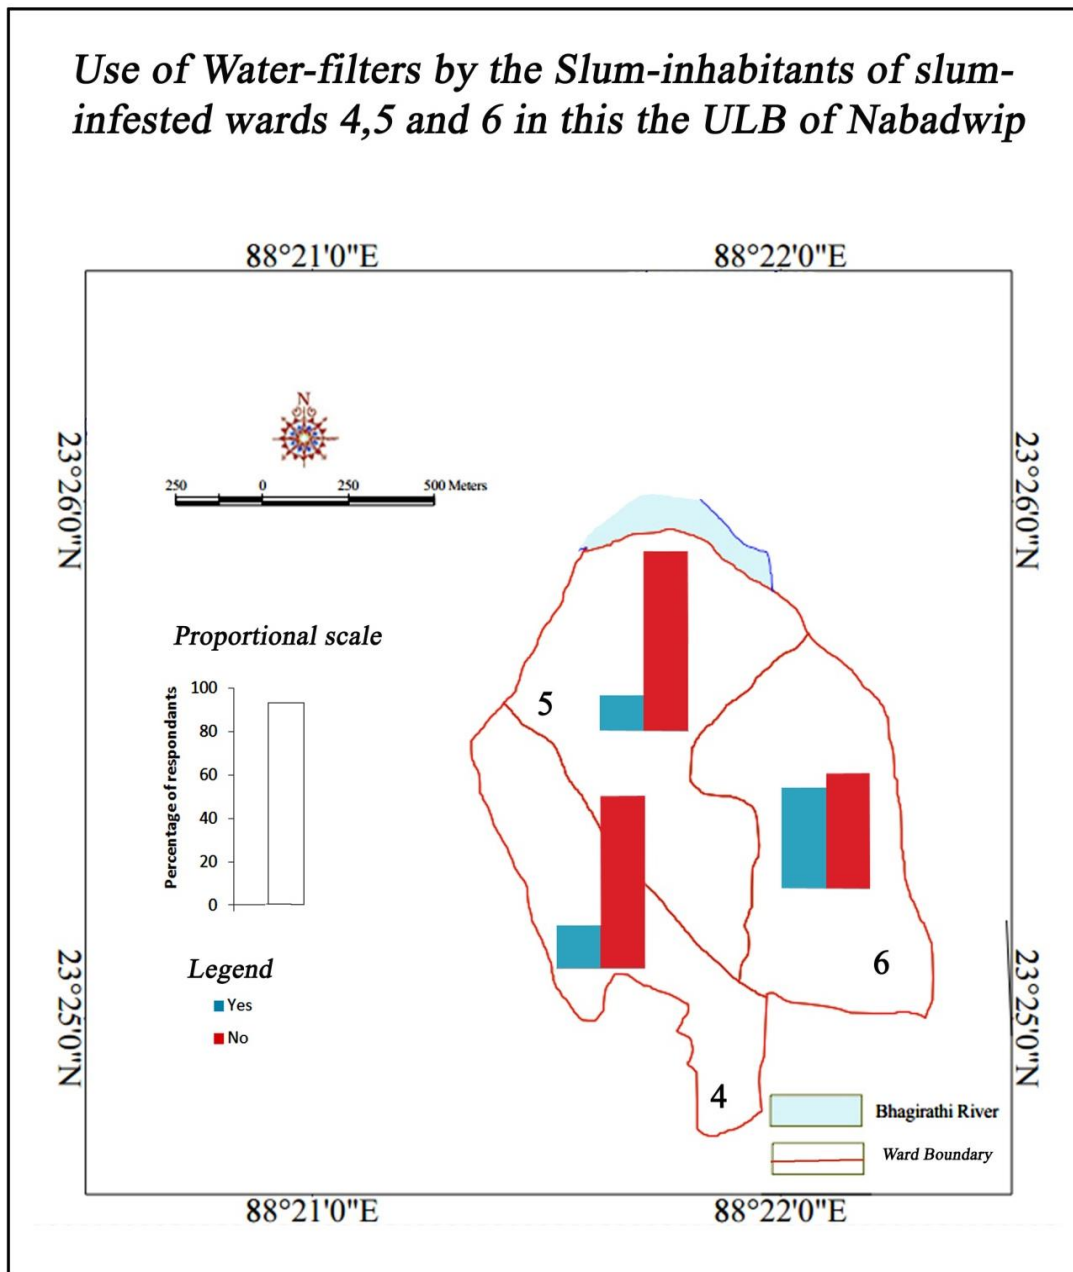 Use of Water-filters by the Slum-inhabitants of slum-
infested wards 4,5 and 6 in this the ULB of Nabadwip
88°21'0"E
88°22'0"E
23°26'0"N
23°26'0"N
N
250 0 250 500 Meters
Proportional scale
Percentage of respondants
100
80
60
40
20
0
5
6
4
Legend
Yes
No
23°25'0"N
23°25'0"N
Bhagirathi River
Ward Boundary
88°21'0"E
88°22'0"E